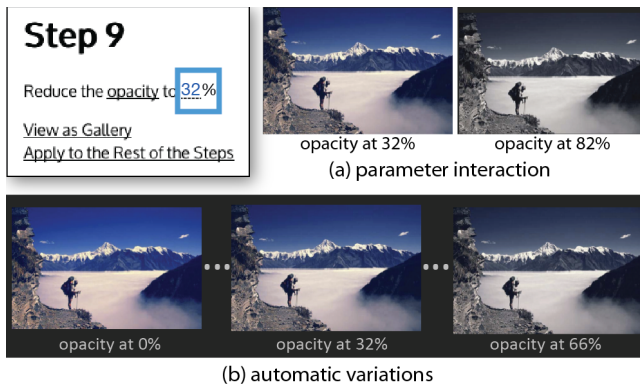 Step 9
Reduce the opacity to 32%
View as Gallery
Apply to the Rest of the Steps
opacity at 32%
opacity at 82%
(a) parameter interaction
opacity at 0%
opacity at 32%
opacity at 66%
(b) automatic variations